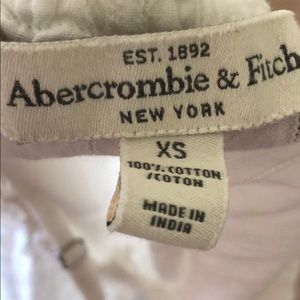 EST. 1892
Abercrombie & Fitch
NEW YORK
XS
100% COTTON
/COTON
MADE IN
INDIA